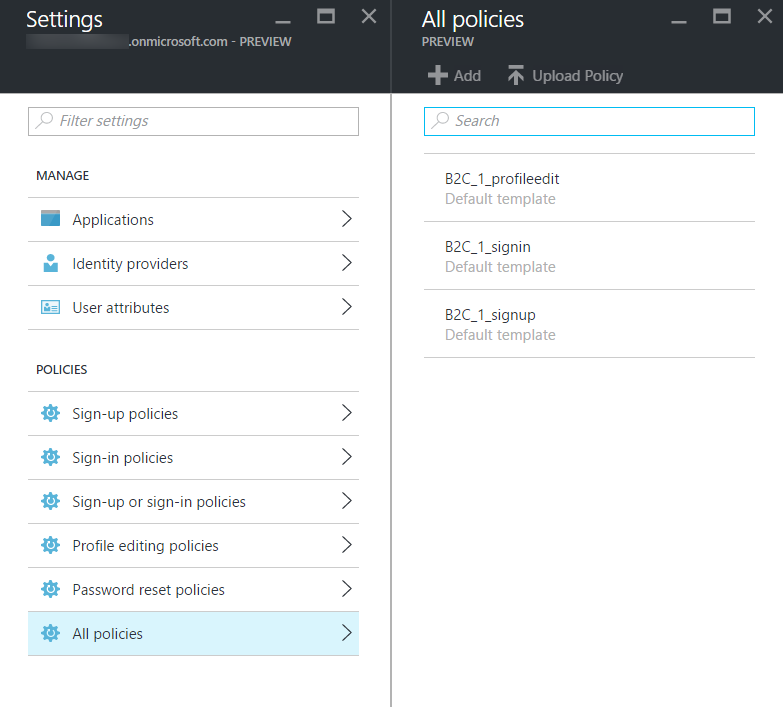 Settings
.onmicrosoft.com - PREVIEW
Filter settings
MANAGE
Applications
Identity providers
User attributes
POLICIES
Sign-up policies
Sign-in policies
Sign-up or sign-in policies
Profile editing policies
Password reset policies
All policies
All policies
PREVIEW
Add
Upload Policy
Search
B2C_1_profileedit
Default template
B2C_1_signin
Default template
B2C_1_signup
Default template